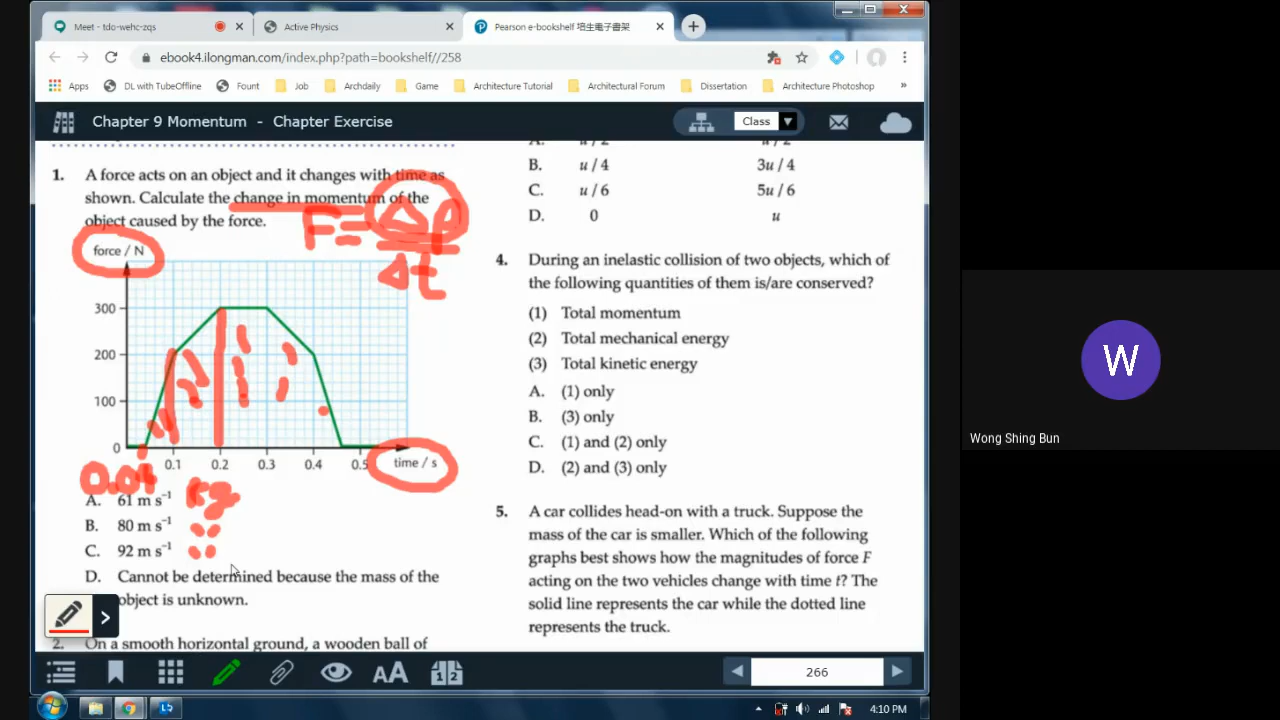 Meet - tdo-wehc-zqs
Active Physics
Pearson e-bookshelf 培生電子書架
ebook4.ilongman.com/index.php?path=bookshelf//258
Apps
DL with TubeOffline
Fount
Job
Archdaily
Game
Architecture Tutorial
Architectural Forum
Dissertation
Architecture Photoshop
»
Chapter 9 Momentum - Chapter Exercise
Class
1. A force acts on an object and it changes with time as
shown. Calculate the change in momentum of the
object caused by the force.
F = Δp
Δt
force / N
300
200
100
0
0.1 0.2 0.3 0.4 0.5 time / s
0.04
A. 61 m s⁻¹ kg
B. 80 m s⁻¹ "
C. 92 m s⁻¹ "
D. Cannot be determined because the mass of the
object is unknown.
2. On a smooth horizontal ground, a wooden ball of
B. u / 4 3u / 4
C. u / 6 5u / 6
D. 0 u
4. During an inelastic collision of two objects, which of
the following quantities of them is/are conserved?
(1) Total momentum
(2) Total mechanical energy
(3) Total kinetic energy
A. (1) only
B. (3) only
C. (1) and (2) only
D. (2) and (3) only
5. A car collides head-on with a truck. Suppose the
mass of the car is smaller. Which of the following
graphs best shows how the magnitudes of force F
acting on the two vehicles change with time t? The
solid line represents the car while the dotted line
represents the truck.
AA
1 2
266
4:10 PM
W
Wong Shing Bun